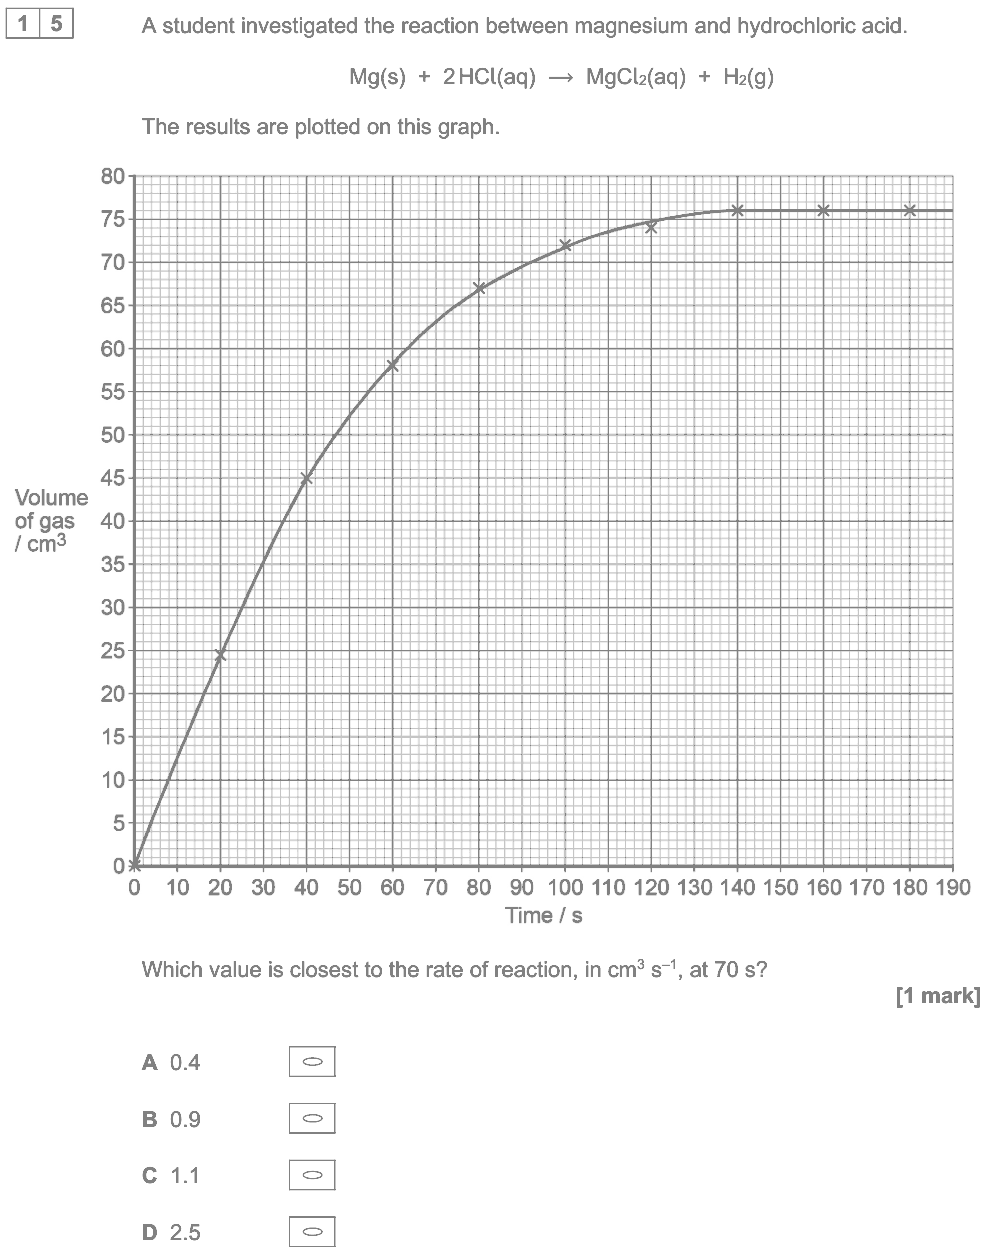 1 5 A student investigated the reaction between magnesium and hydrochloric acid.
Mg(s) + 2HCl(aq) → MgCl₂(aq) + H₂(g)
The results are plotted on this graph.
80
75
70
65
60
55
50
45
40
35
30
25
20
15
10
5
0
Volume
of gas
/ cm³
0 10 20 30 40 50 60 70 80 90 100 110 120 130 140 150 160 170 180 190
Time / s
Which value is closest to the rate of reaction, in cm³ s⁻¹, at 70 s?
[1 mark]
A 0.4
B 0.9
C 1.1
D 2.5